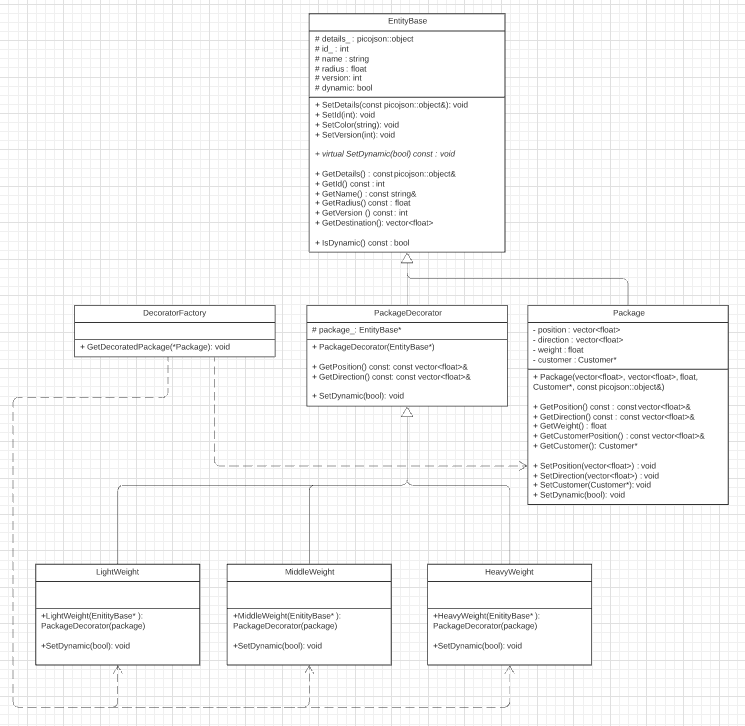 EntityBase
# details_ : picojson::object
# id_ : int
# name : string
# radius : float
# version: int
# dynamic: bool
+ SetDetails(const picojson::object&): void
+ SetId(int): void
+ SetColor(string): void
+ SetVersion(int): void
+ virtual SetDynamic(bool) const : void
+ GetDetails() : const picojson::object&
+ GetId() const : int
+ GetName() : const string&
+ GetRadius() const : float
+ GetVersion () const : int
+ GetDestination(): vector<float>
+ IsDynamic() const : bool
DecoratorFactory
+ GetDecoratedPackage(*Package): void
PackageDecorator
# package_: EntityBase*
+ PackageDecorator(EntityBase*)
+ GetPosition() const: const vector<float>&
+ GetDirection() const: const vector<float>&
+ SetDynamic(bool): void
Package
- position : vector<float>
- direction : vector<float>
- weight : float
- customer : Customer*
+ Package(vector<float>, vector<float>, float,
Customer*, const picojson::object&)
+ GetPosition() const : const vector<float>&
+ GetDirection() const : const vector<float>&
+ GetWeight() : float
+ GetCustomerPosition() : const vector<float>&
+ GetCustomer(): Customer*
+ SetPosition(vector<float>) : void
+ SetDirection(vector<float>) : void
+ SetCustomer(Customer*): void
+ SetDynamic(bool): void
LightWeight
+LightWeight(EnitityBase* ):
PackageDecorator(package)
+SetDynamic(bool): void
MiddleWeight
+MiddleWeight(EnitityBase* ):
PackageDecorator(package)
+SetDynamic(bool): void
HeavyWeight
+HeavyWeight(EnitityBase* ):
PackageDecorator(package)
+SetDynamic(bool): void